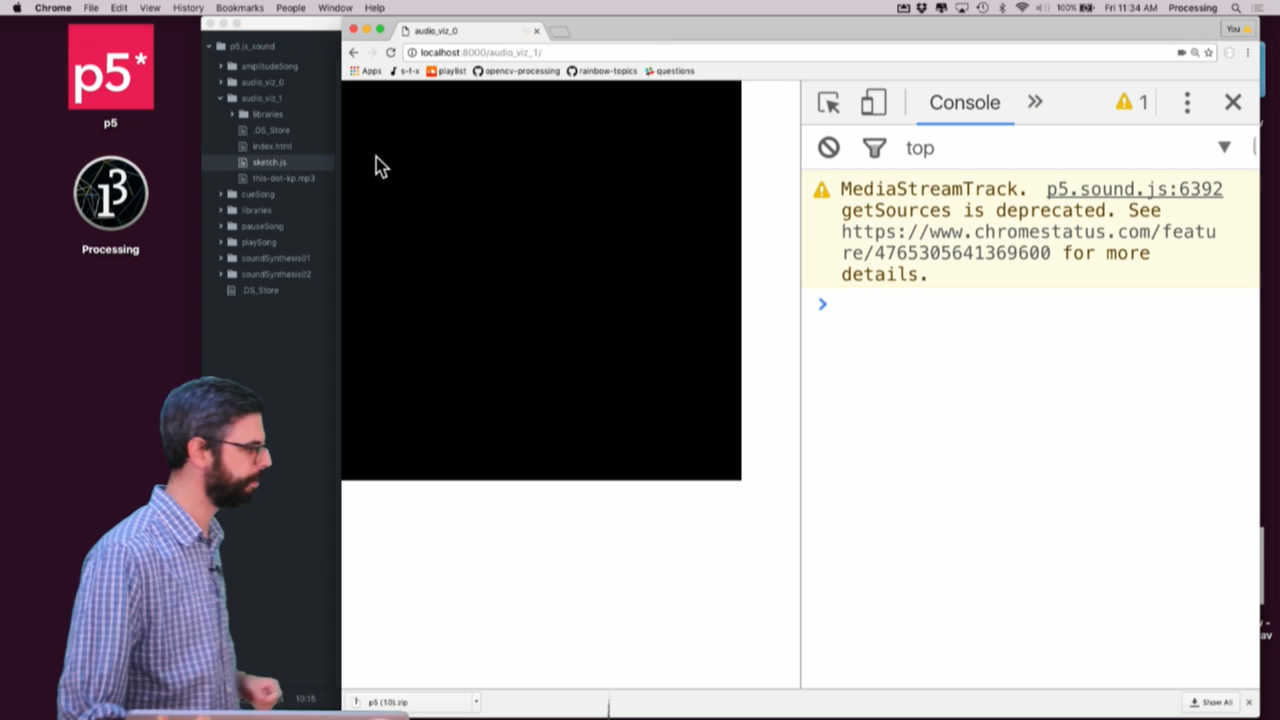 Chrome File Edit View History Bookmarks People Window Help 100% Fri 11:34 AM Processing
p5*
p5
Processing
p5.js_sound
amplitudeSong
audio_viz_0
audio_viz_1
libraries
.DS_Store
index.html
sketch.js
this-dot-kp.mp3
cueSong
libraries
pauseSong
playSong
soundSynthesis01
soundSynthesis02
.DS_Store
10:15
audio_viz_0
You
localhost:8000/audio_viz_1/
Apps s-f-x playlist opencv-processing rainbow-topics questions
Console 1
top
MediaStreamTrack. p5.sound.js:6392
getSources is deprecated. See
https://www.chromestatus.com/featu
re/4765305641369600 for more
details.
p5 (10).zip
Show All